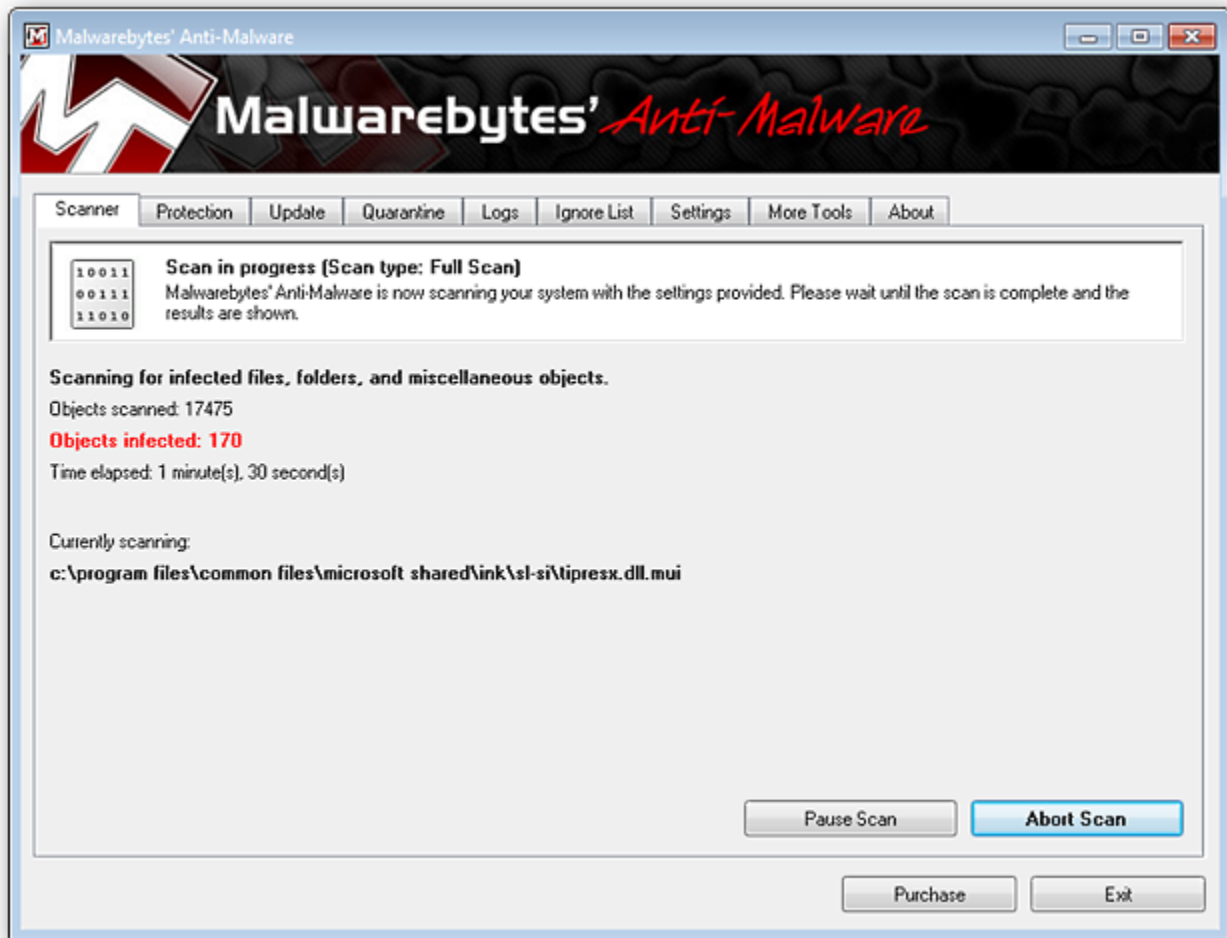 Malwarebytes' Anti-Malware
Malwarebytes' Anti-Malware
Scanner Protection Update Quarantine Logs Ignore List Settings More Tools About
10011
00111
11010
Scan in progress (Scan type: Full Scan)
Malwarebytes' Anti-Malware is now scanning your system with the settings provided. Please wait until the scan is complete and the
results are shown.
Scanning for infected files, folders, and miscellaneous objects.
Objects scanned: 17475
Objects infected: 170
Time elapsed: 1 minute(s), 30 second(s)
Currently scanning:
c:\program files\common files\microsoft shared\ink\sl-si\tipresx.dll.mui
Pause Scan Abort Scan
Purchase Exit